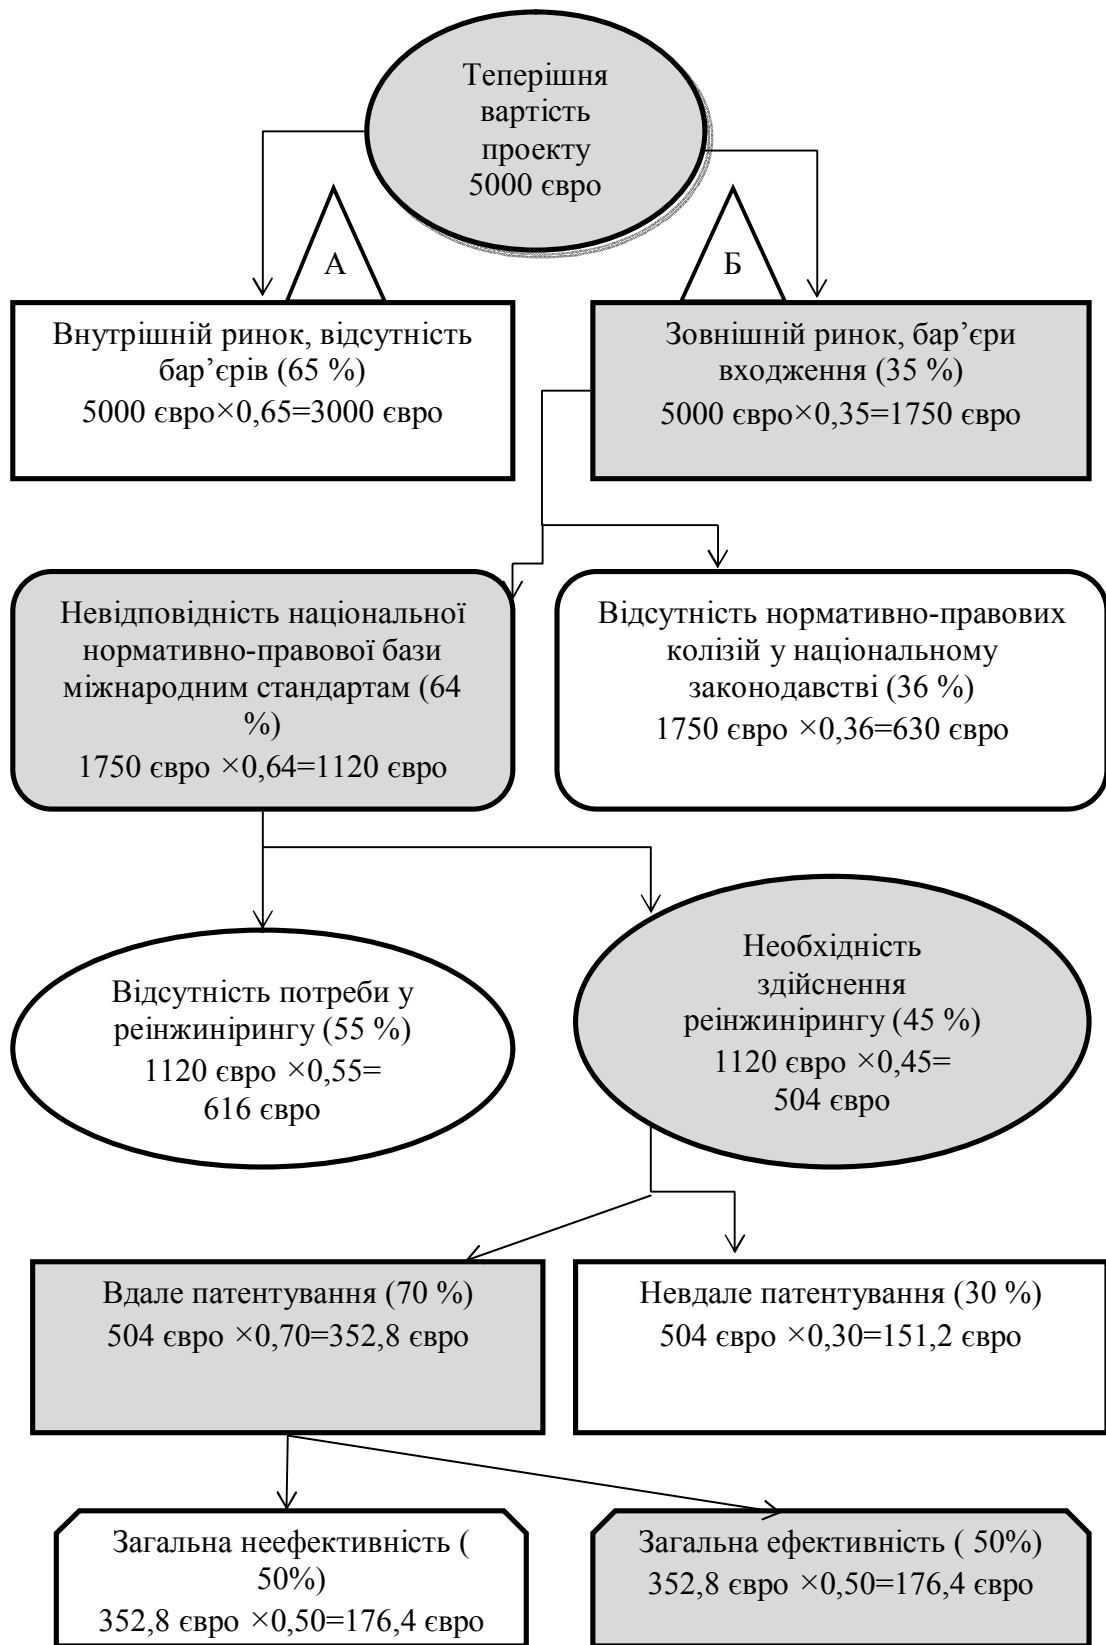 Теперішня
вартість
проекту
5000 євро
А
Б
Внутрішній ринок, відсутність
бар’єрів (65 %)
5000 євро×0,65=3000 євро
Зовнішній ринок, бар’єри
входження (35 %)
5000 євро×0,35=1750 євро
Невідповідність національної
нормативно-правової бази
міжнародним стандартам (64
%)
1750 євро ×0,64=1120 євро
Відсутність нормативно-правових
колізій у національному
законодавстві (36 %)
1750 євро ×0,36=630 євро
Відсутність потреби у
реінжинірингу (55 %)
1120 євро ×0,55=
616 євро
Необхідність
здійснення
реінжинірингу (45 %)
1120 євро ×0,45=
504 євро
Вдале патентування (70 %)
504 євро ×0,70=352,8 євро
Невдале патентування (30 %)
504 євро ×0,30=151,2 євро
Загальна неефективність (
50%)
352,8 євро ×0,50=176,4 євро
Загальна ефективність ( 50%)
352,8 євро ×0,50=176,4 євро